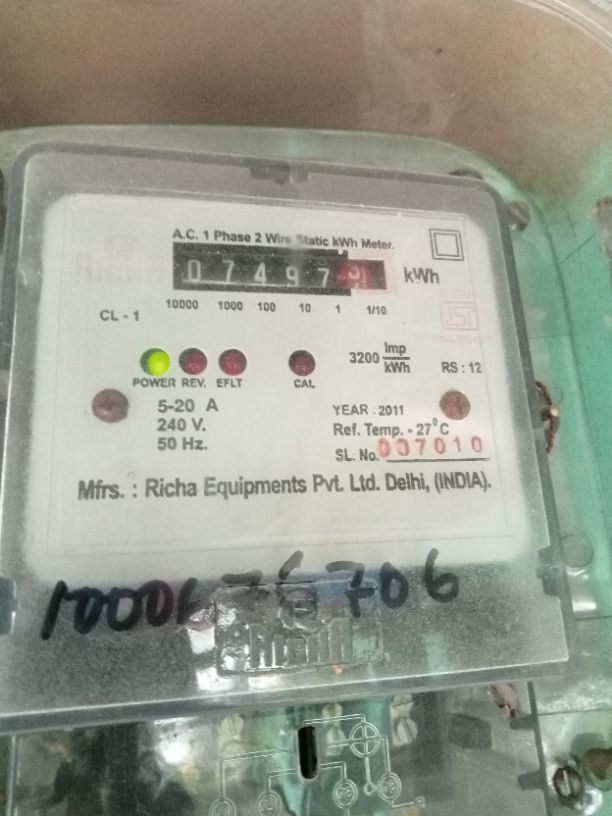 A.C. 1 Phase 2 Wire Static kWh Meter.
07497 kWh
10000 1000 100 10 1 1/10
CL - 1
3200 Imp/kWh
RS : 12
POWER REV. EFLT CAL
5-20 A
240 V.
50 Hz.
YEAR : 2011
Ref. Temp. - 27°C
SL. No. 007010
Mfrs. : Richa Equipments Pvt. Ltd. Delhi, (INDIA).
706